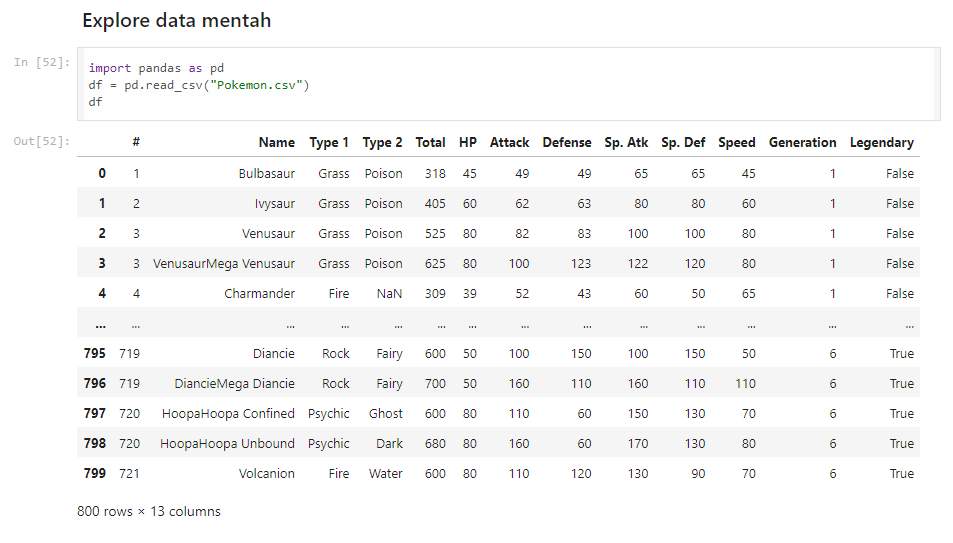 Explore data mentah
In [52]: import pandas as pd
df = pd.read_csv("Pokemon.csv")
df
Out[52]: # Name Type 1 Type 2 Total HP Attack Defense Sp. Atk Sp. Def Speed Generation Legendary
0 1 Bulbasaur Grass Poison 318 45 49 49 65 65 45 1 False
1 2 Ivysaur Grass Poison 405 60 62 63 80 80 60 1 False
2 3 Venusaur Grass Poison 525 80 82 83 100 100 80 1 False
3 3 VenusaurMega Venusaur Grass Poison 625 80 100 123 122 120 80 1 False
4 4 Charmander Fire NaN 309 39 52 43 60 50 65 1 False
... ... ... ... ... ... ... ... ... ... ... ... ... ...
795 719 Diancie Rock Fairy 600 50 100 150 100 150 50 6 True
796 719 DiancieMega Diancie Rock Fairy 700 50 160 110 160 110 110 6 True
797 720 HoopaHoopa Confined Psychic Ghost 600 80 110 60 150 130 70 6 True
798 720 HoopaHoopa Unbound Psychic Dark 680 80 160 60 170 130 80 6 True
799 721 Volcanion Fire Water 600 80 110 120 130 90 70 6 True
800 rows × 13 columns